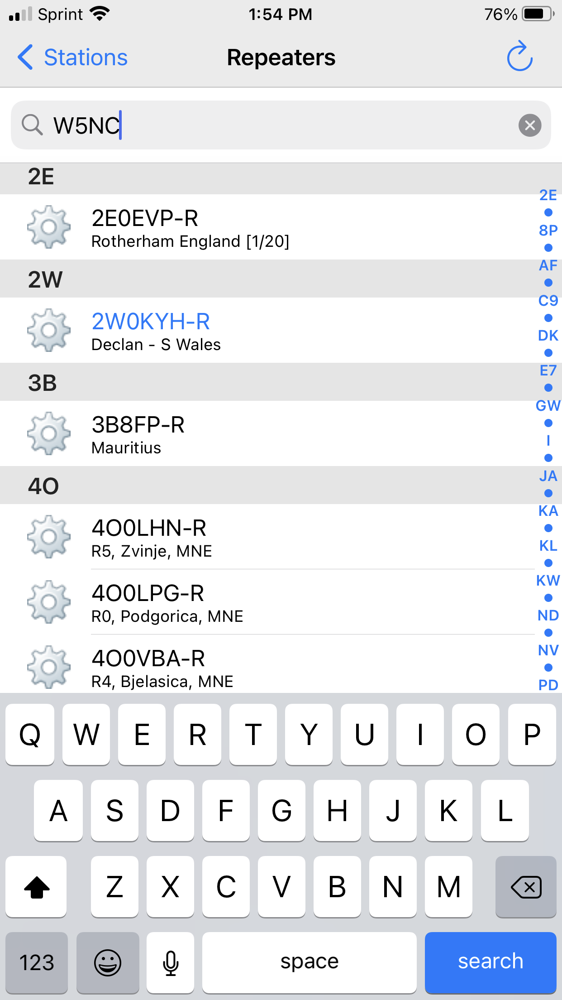 Sprint 1:54 PM 76%
Stations Repeaters
W5NC
2E
2E0EVP-R
Rotherham England [1/20]
2W
2W0KYH-R
Declan - S Wales
3B
3B8FP-R
Mauritius
4O
4O0LHN-R
R5, Zvinje, MNE
4O0LPG-R
R0, Podgorica, MNE
4O0VBA-R
R4, Bjelasica, MNE
2E
8P
AF
C9
DK
E7
GW
I
JA
KA
KL
KW
ND
NV
PD
Q W E R T Y U I O P
A S D F G H J K L
Z X C V B N M
123 space search